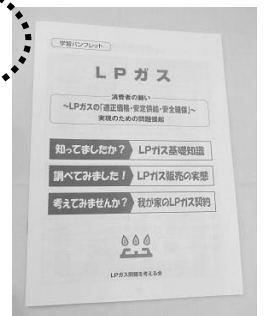 学習パンフレット
LPガス
消費者の願い
~LPガスの「適正価格・安定供給・安全確保」~
実現のための問題提起
知ってましたか? LPガス基礎知識
調べてみました! LPガス販売の実態
考えてみませんか? 我が家のLPガス契約
LPガス問題を考える会